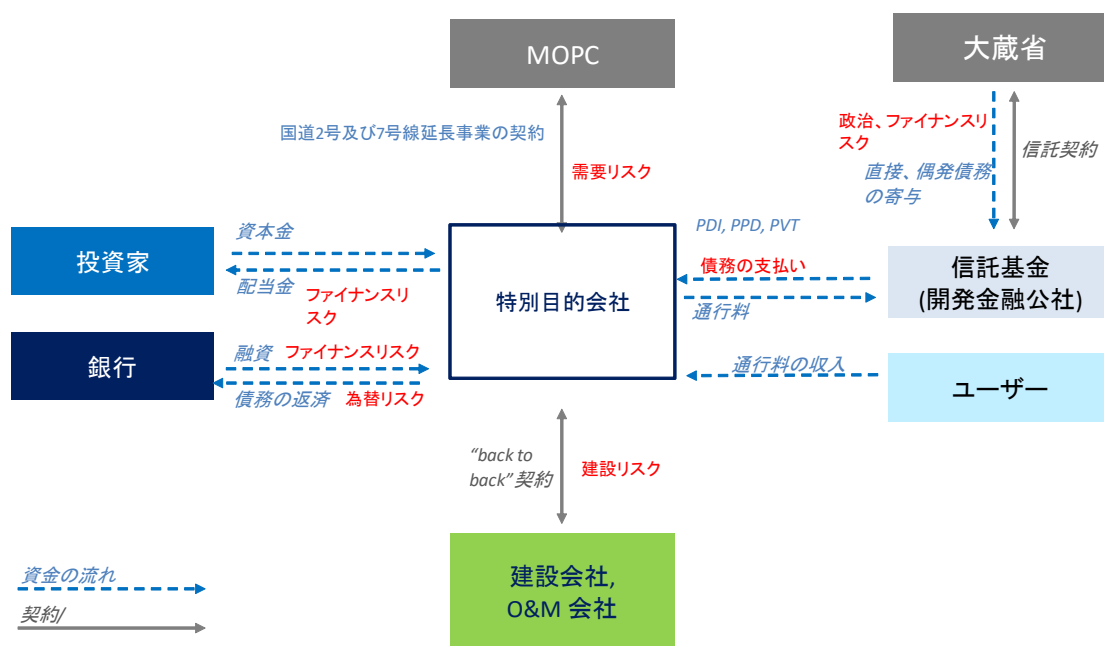 MOPC
大蔵省
国道2号及び7号線延長事業の契約
需要リスク
政治、ファイナンスリ
スク
直接、偶発債務
の寄与
信託契約
投資家
資本金
配当金
ファイナンスリ
スク
特別目的会社
PDI, PPD, PVT
債務の支払い
通行料
信託基金
(開発金融公社)
銀行
融資
ファイナンスリスク
債務の返済
為替リスク
通行料の収入
ユーザー
“back to
back”契約
建設リスク
建設会社,
O&M 会社
資金の流れ
契約/